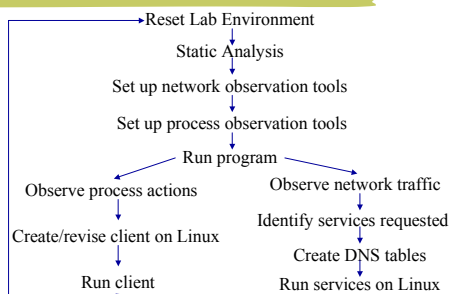 Reset Lab Environment
Static Analysis
Set up network observation tools
Set up process observation tools
Run program
Observe process actions
Create/revise client on Linux
Run client
Observe network traffic
Identify services requested
Create DNS tables
Run services on Linux